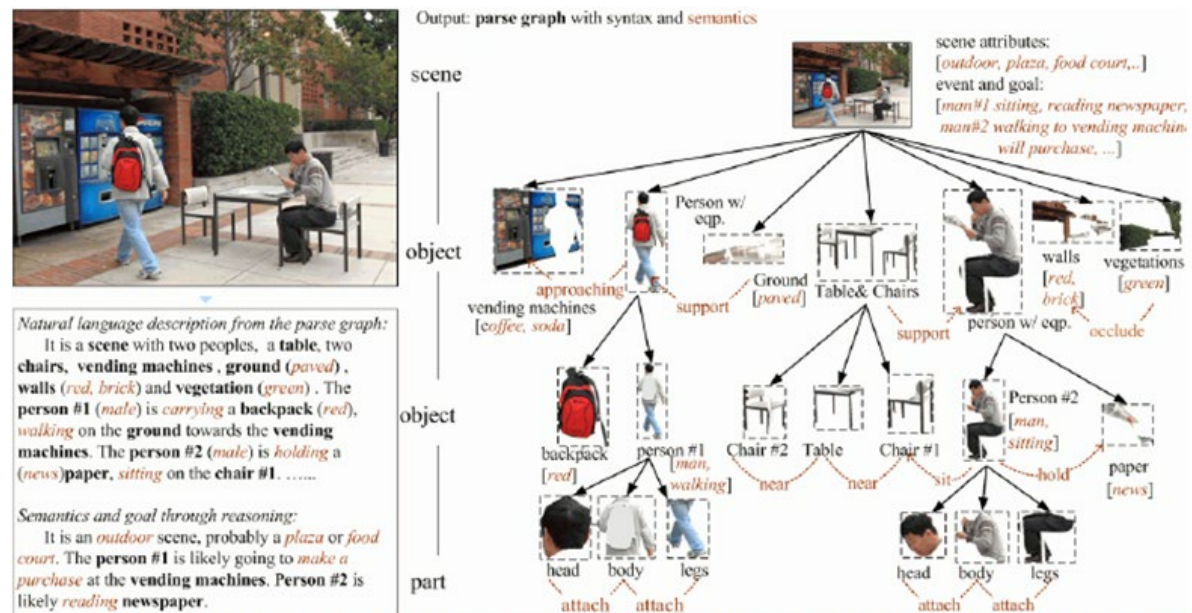 Output: parse graph with syntax and semantics
scene
scene attributes:
[outdoor, plaza, food court,..]
event and goal:
[man#1 sitting, reading newspaper,
man#2 walking to vending machin
will purchase, ...]
object
Person w/
eqp.
approaching
vending machines
[coffee, soda]
support
Ground
[paved]
Table& Chairs
support
person w/ eqp.
walls
[red,
brick]
vegetations
[green]
occlude
object
backpack
[red]
person #1
[man,
walking]
Chair #2
Table
Chair #1
near
near
sit
Person #2
[man,
sitting]
hold
paper
[news]
part
head
body
legs
attach
attach
head
body
legs
attach
attach
Natural language description from the parse graph:
It is a scene with two peoples, a table, two
chairs, vending machines , ground (paved) ,
walls (red, brick) and vegetation (green) . The
person #1 (male) is carrying a backpack (red),
walking on the ground towards the vending
machines. The person #2 (male) is holding a
(news)paper, sitting on the chair #1. ......
Semantics and goal through reasoning:
It is an outdoor scene, probably a plaza or food
court. The person #1 is likely going to make a
purchase at the vending machines. Person #2 is
likely reading newspaper.